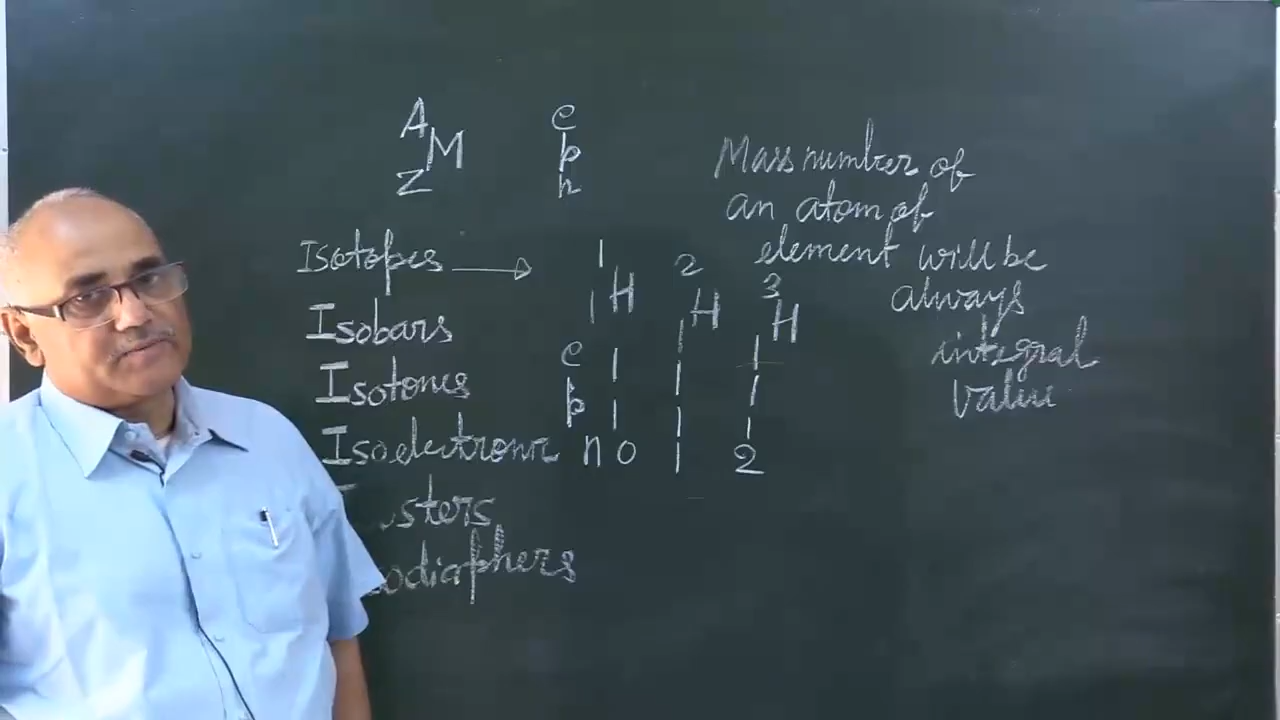 A
M
Z
e
p
n
Mass number of
an atom of
element will be
always
integral
value
Isotopes →
Isobars
Isotones
Isoelectronic
sters
odiaphers
1 2 3
H H H
1 1 1
e 1 1 1
p 1 1 1
n 0 1 2